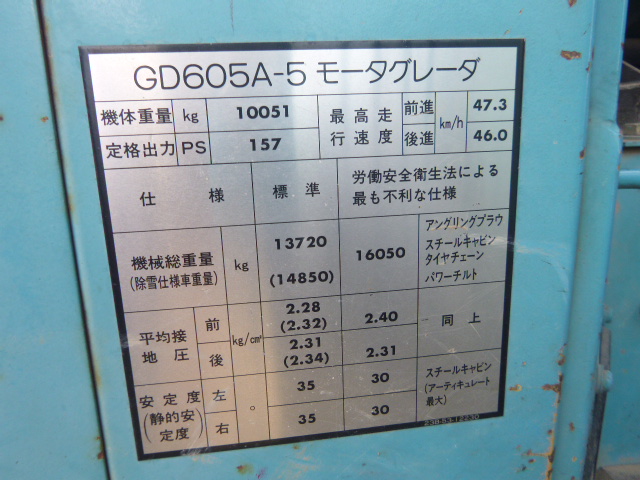 GD605A-5 モータグレーダ
機体重量 kg 10051 最高走行速度 前進 km/h 47.3
定格出力 PS 157 後進 46.0
仕様 標準 労働安全衛生法による
最も不利な仕様
機械総重量 kg 13720 16050 アングリングプラウ
(除雪仕様車重量) (14850) スチールキャビン
タイヤチェーン
パワーチルト
平均接地圧 前 kg/cm² 2.28 2.40 同上
(2.32)
後 2.31 2.31
(2.34)
安定度 左 ° 35 30 スチールキャビン
(静的安定度) 右 35 30 (アーティキュレート
最大)
23B-53-12230